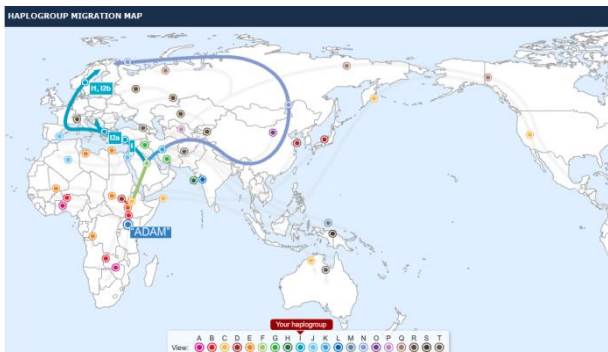 HAPLOGROUP MIGRATION MAP
I1, I2b
I2a
I
"ADAM"
Your haplogroup
A B C D E F G H I J K L M N O P Q R S T
View: